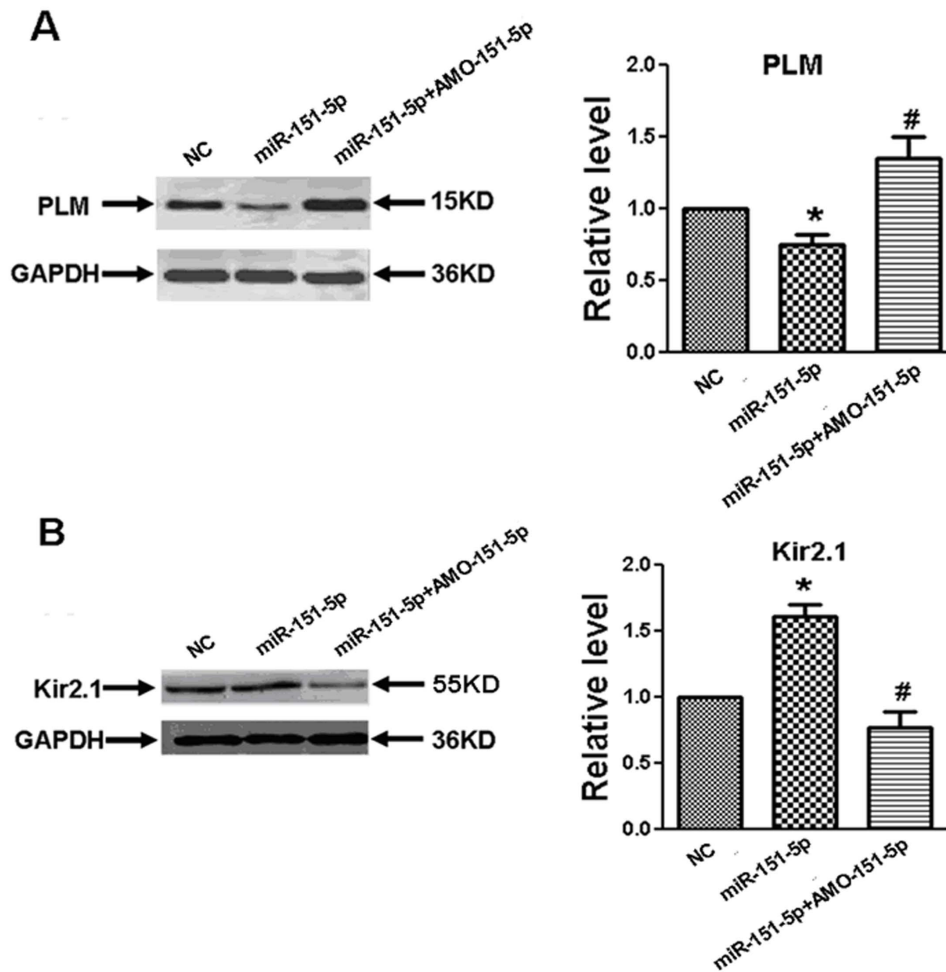 A
NC
miR-151-5p
miR-151-5p+AMO-151-5p
PLM
15KD
GAPDH
36KD
PLM
Relative level
2.0
1.5
1.0
0.5
0.0
*
#
NC
miR-151-5p
miR-151-5p+AMO-151-5p
B
NC
miR-151-5p
miR-151-5p+AMO-151-5p
Kir2.1
55KD
GAPDH
36KD
Kir2.1
Relative level
2.0
1.5
1.0
0.5
0.0
*
#
NC
miR-151-5p
miR-151-5p+AMO-151-5p